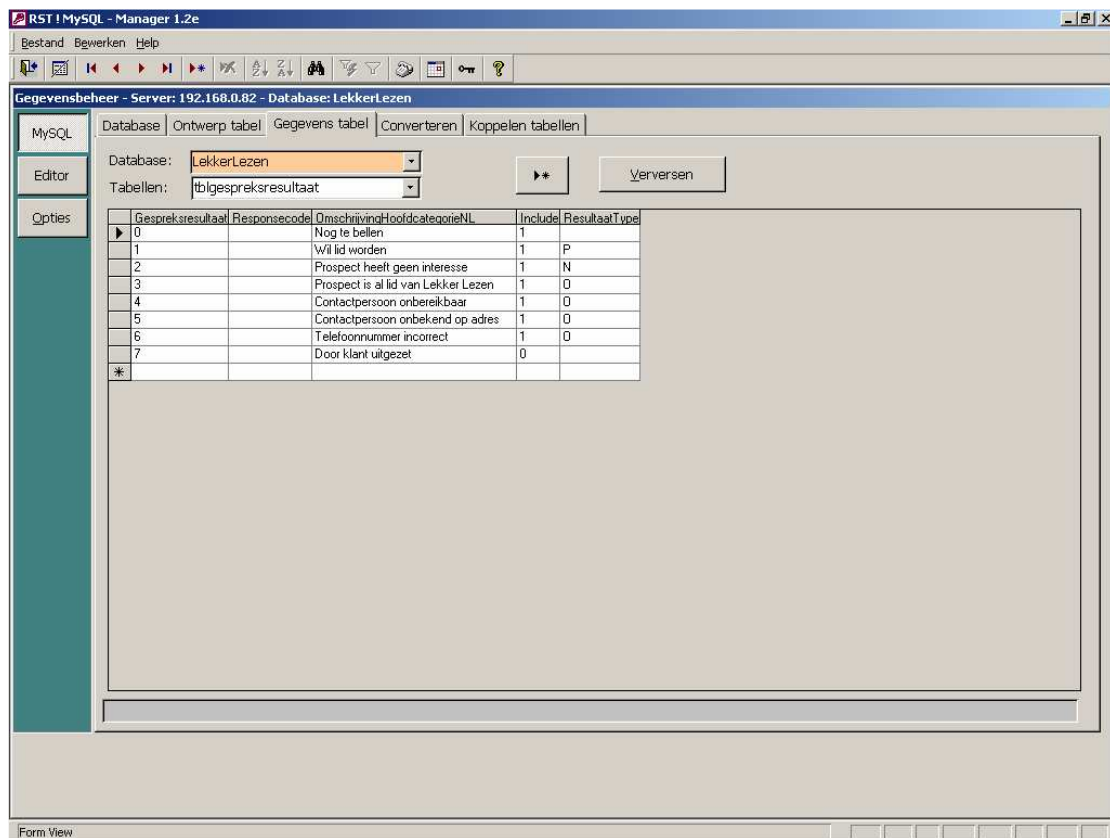 RST ! MySQL - Manager 1.2e
Bestand Bewerken Help
Gegevensbeheer - Server: 192.168.0.82 - Database: LekkerLezen
MySQL
Editor
Opties
Database Ontwerp tabel Gegevens tabel Converteren Koppelen tabellen
Database: LekkerLezen
Tabellen: tblgespreksresultaat
Verversen
Gespreksresultaat Responsecode OmschrijvingHoofdcategorieNL Include ResultaatType
0 Nog te bellen 1
1 Wil lid worden 1 P
2 Prospect heeft geen interesse 1 N
3 Prospect is al lid van Lekker Lezen 1 O
4 Contactpersoon onbereikbaar 1 O
5 Contactpersoon onbekend op adres 1 O
6 Telefoonnummer incorrect 1 O
7 Door klant uitgezet 0
Form View